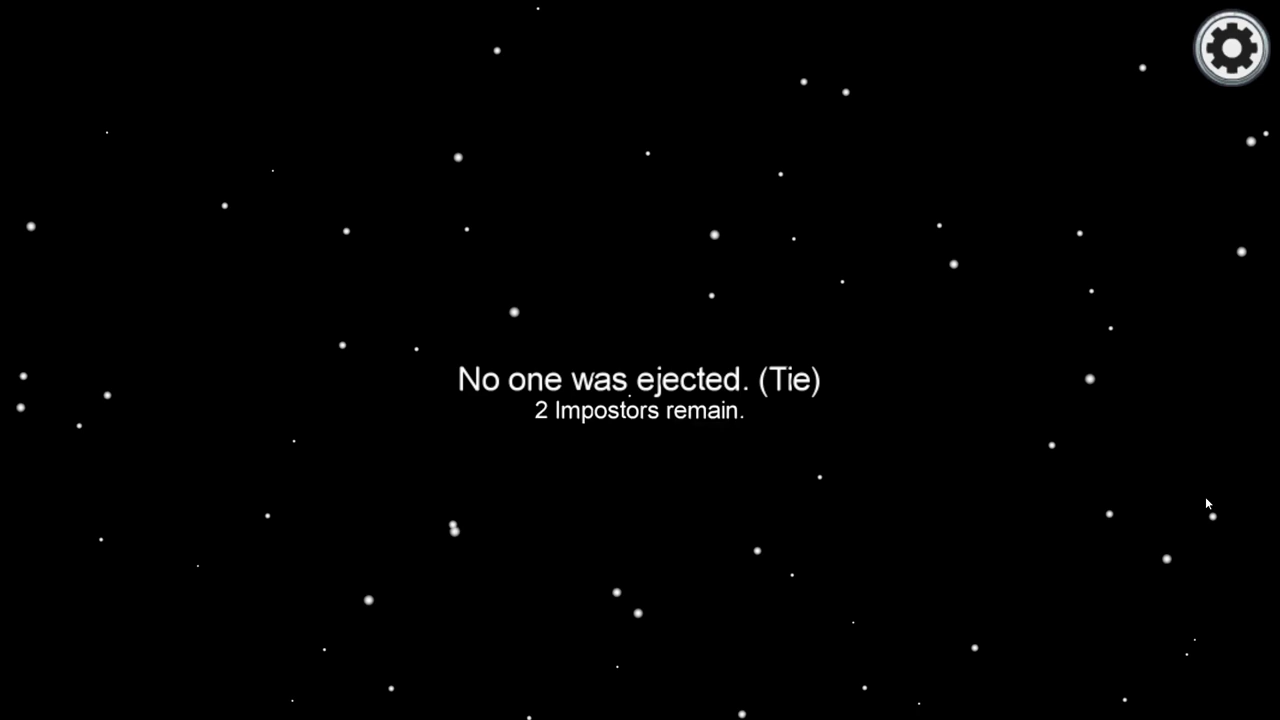 No one was ejected. (Tie)
2 Impostors remain.